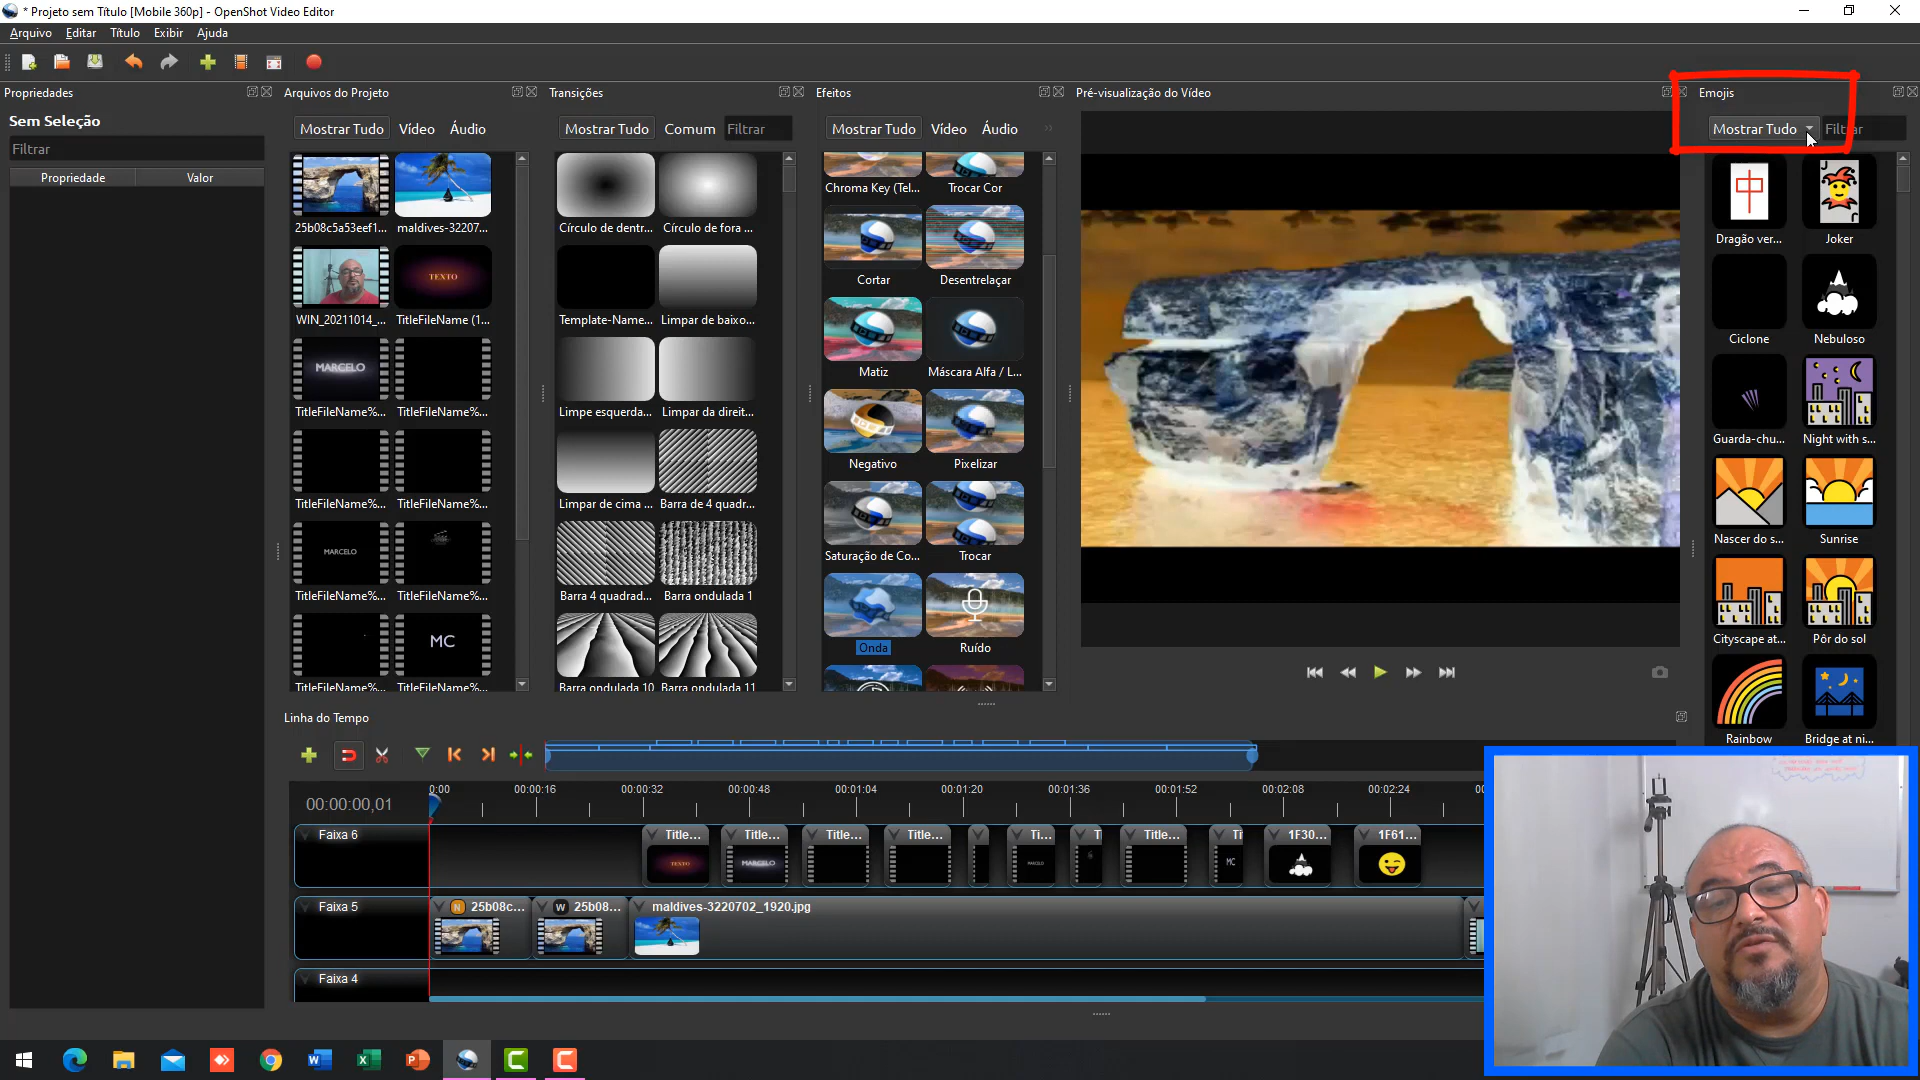 * Projeto sem Título [Mobile 360p] - OpenShot Video Editor
Arquivo Editar Título Exibir Ajuda
Propriedades
Sem Seleção
Filtrar
Propriedade Valor
Arquivos do Projeto
Mostrar Tudo Vídeo Áudio
25b08c5a53eef1... maldives-32207...
WIN_20211014_... TitleFileName (1...
TEXTO
TitleFileName%... TitleFileName%...
MARCELO
TitleFileName%... TitleFileName%...
TitleFileName%... TitleFileName%...
MARCELO
TitleFileName%... TitleFileName%...
MC
Transições
Mostrar Tudo Comum Filtrar
Círculo de dentr... Círculo de fora ...
Template-Name... Limpar de baixo...
Limpe esquerda... Limpar da direit...
Limpar de cima ... Barra de 4 quadr...
Barra 4 quadrad... Barra ondulada 1
Barra ondulada 10 Barra ondulada 11
Efeitos
Mostrar Tudo Vídeo Áudio
Chroma Key (Tel... Trocar Cor
Cortar Desentrelaçar
Matiz Máscara Alfa / L...
Negativo Pixelizar
Saturação de Co... Trocar
Onda Ruído
Pré-visualização do Vídeo
Emojis
Mostrar Tudo Filtrar
Dragão ver... Joker
Ciclone Nebuloso
Guarda-chu... Night with s...
Nascer do s... Sunrise
Cityscape at... Pôr do sol
Rainbow Bridge at ni...
Linha do Tempo
00:00:00,01
0:00 00:00:16 00:00:32 00:00:48 00:01:04 00:01:20 00:01:36 00:01:52 00:02:08 00:02:24
Faixa 6
Title... Title... Title... Title... Ti... T Title... Ti 1F30... 1F61...
TEXTO MARCELO MARCELO MC
Faixa 5
N 25b08c... W 25b08... maldives-3220702_1920.jpg
Faixa 4